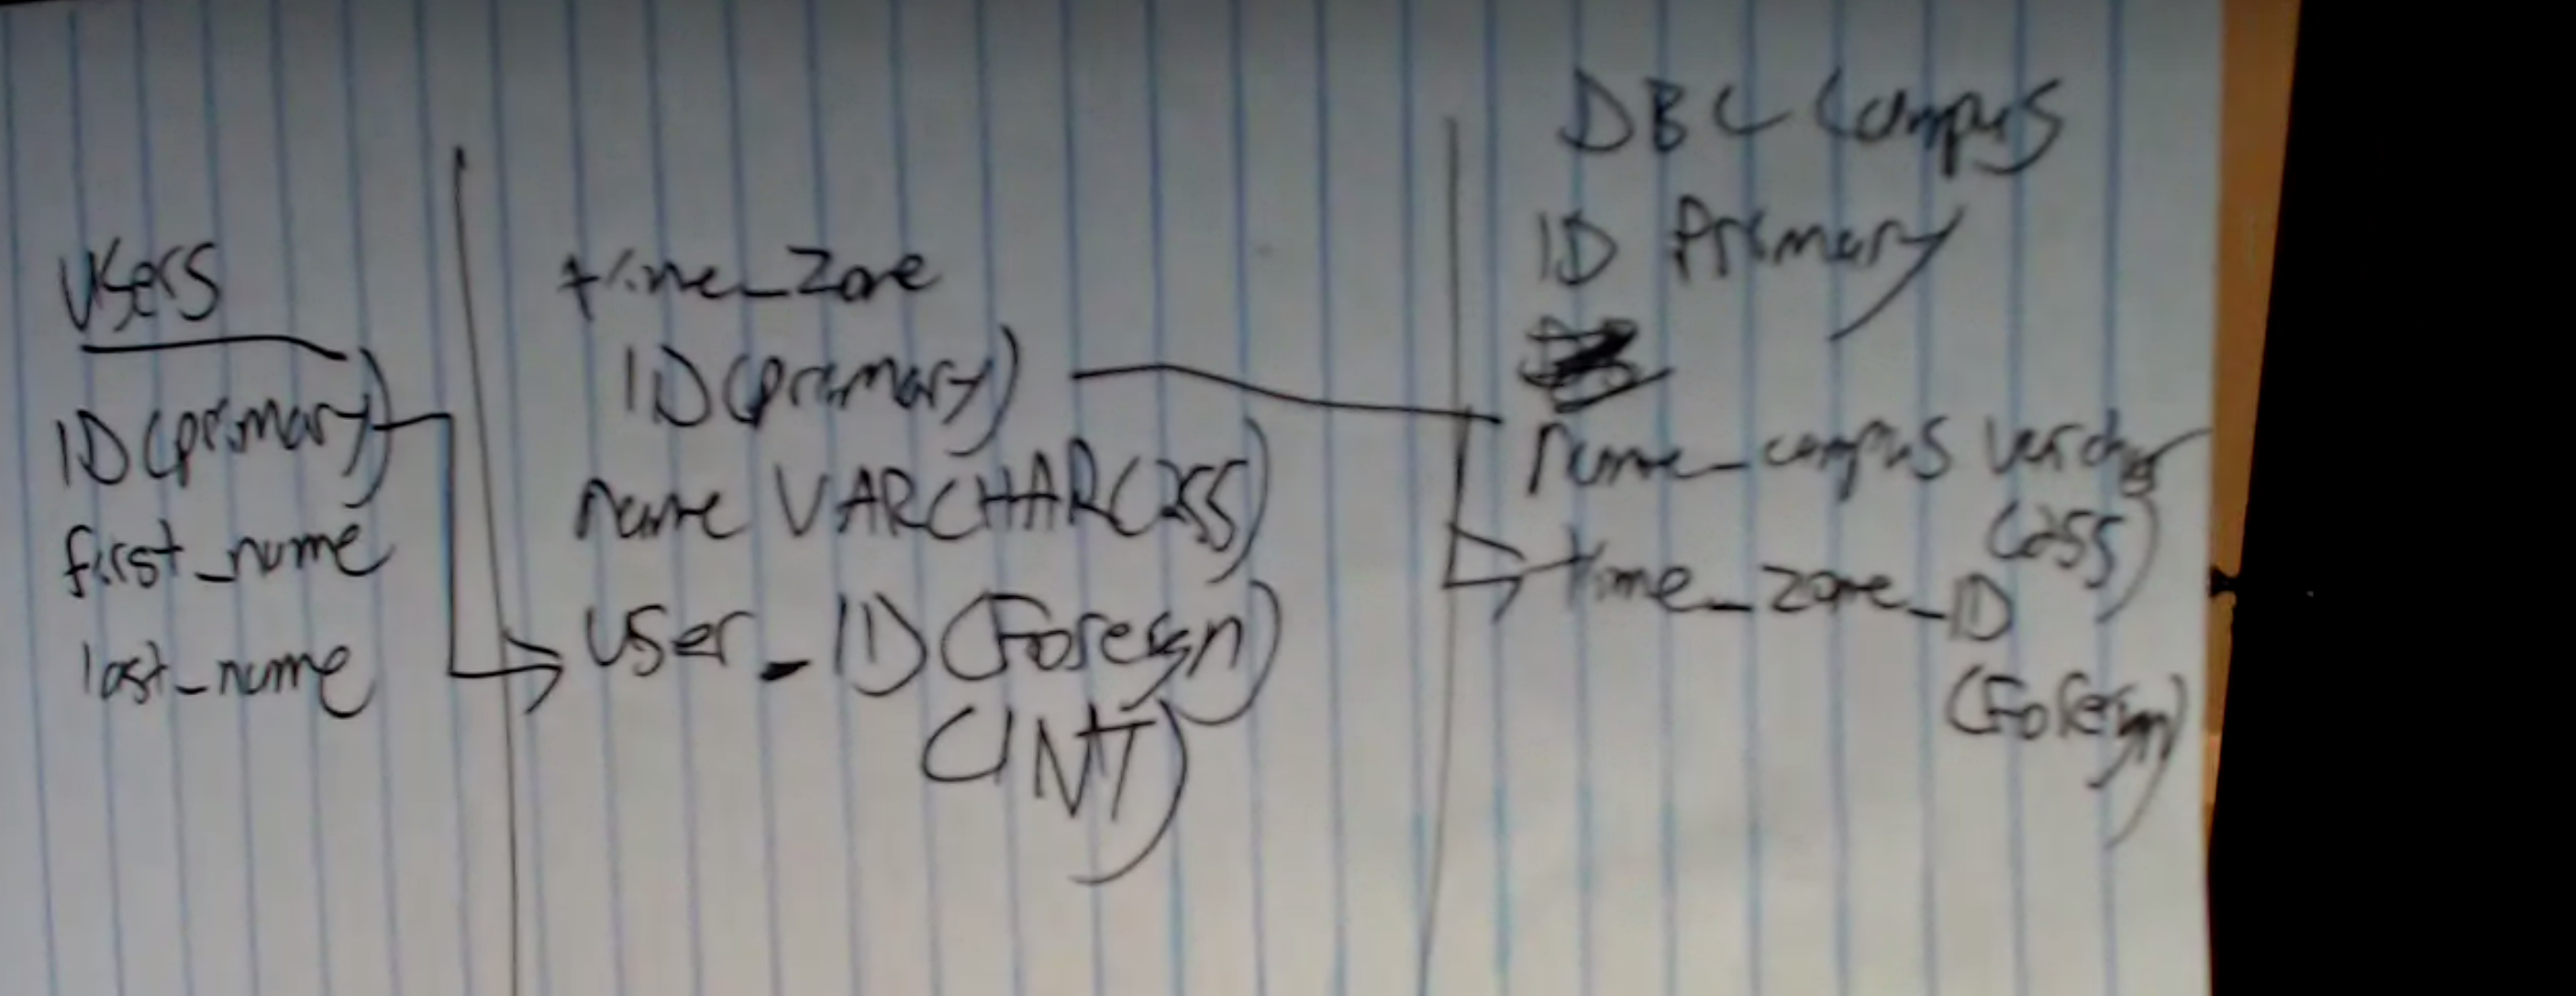 Users
ID (primary)
first_name
last_name
time_zone
ID (primary)
name VARCHAR(255)
User_ID (Foreign)
(INT)
DBC Campus
ID Primary
name_campus varchar
(255)
time_zone_ID
(Foreign)